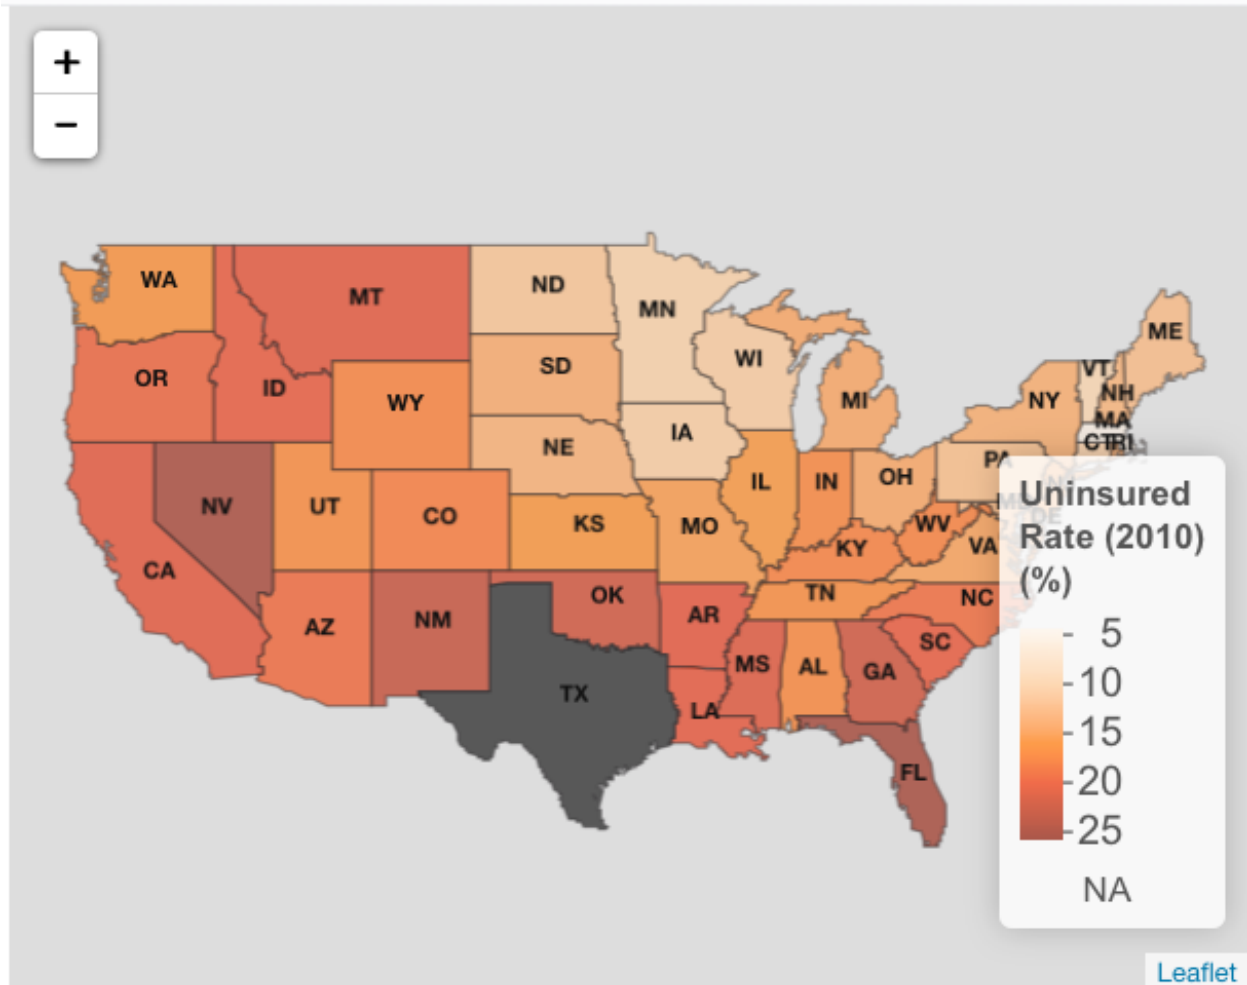 +
−
WA
MT
ND
MN
ME
OR
ID
WY
SD
WI
VT
NH
MI
NY
MA
NE
IA
CT
RI
NV
UT
CO
KS
MO
IL
IN
OH
PA
WV
VA
DE
KY
CA
AZ
NM
OK
AR
TN
NC
SC
TX
LA
MS
AL
GA
FL
Uninsured
Rate (2010)
(%)
5
10
15
20
25
NA
Leaflet